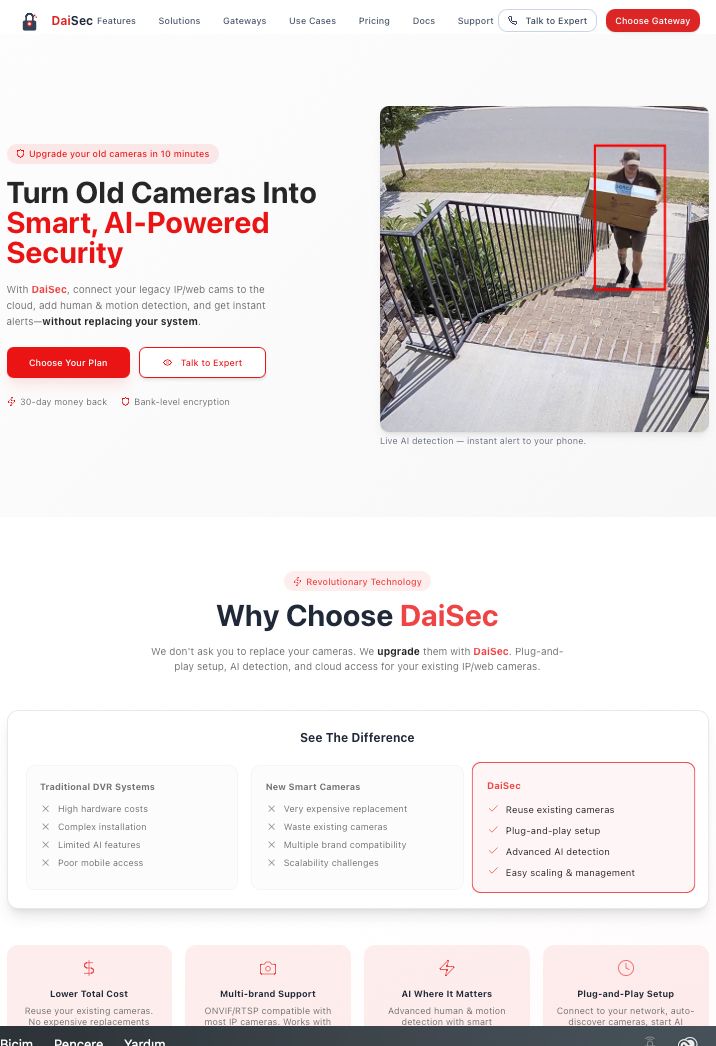 DaiSec Features Solutions Gateways Use Cases Pricing Docs Support Talk to Expert Choose Gateway
Upgrade your old cameras in 10 minutes
Turn Old Cameras Into
Smart, AI-Powered
Security
With DaiSec, connect your legacy IP/web cams to the
cloud, add human & motion detection, and get instant
alerts—without replacing your system.
Choose Your Plan Talk to Expert
30-day money back Bank-level encryption
Live AI detection — instant alert to your phone.
Revolutionary Technology
Why Choose DaiSec
We don't ask you to replace your cameras. We upgrade them with DaiSec. Plug-and-
play setup, AI detection, and cloud access for your existing IP/web cameras.
See The Difference
Traditional DVR Systems
High hardware costs
Complex installation
Limited AI features
Poor mobile access
New Smart Cameras
Very expensive replacement
Waste existing cameras
Multiple brand compatibility
Scalability challenges
DaiSec
Reuse existing cameras
Plug-and-play setup
Advanced AI detection
Easy scaling & management
Lower Total Cost
Reuse your existing cameras.
No expensive replacements
Multi-brand Support
ONVIF/RTSP compatible with
most IP cameras. Works with
AI Where It Matters
Advanced human & motion
detection with smart
Plug-and-Play Setup
Connect to your network, auto-
discover cameras, start AI
Biçim Pencere Yardım